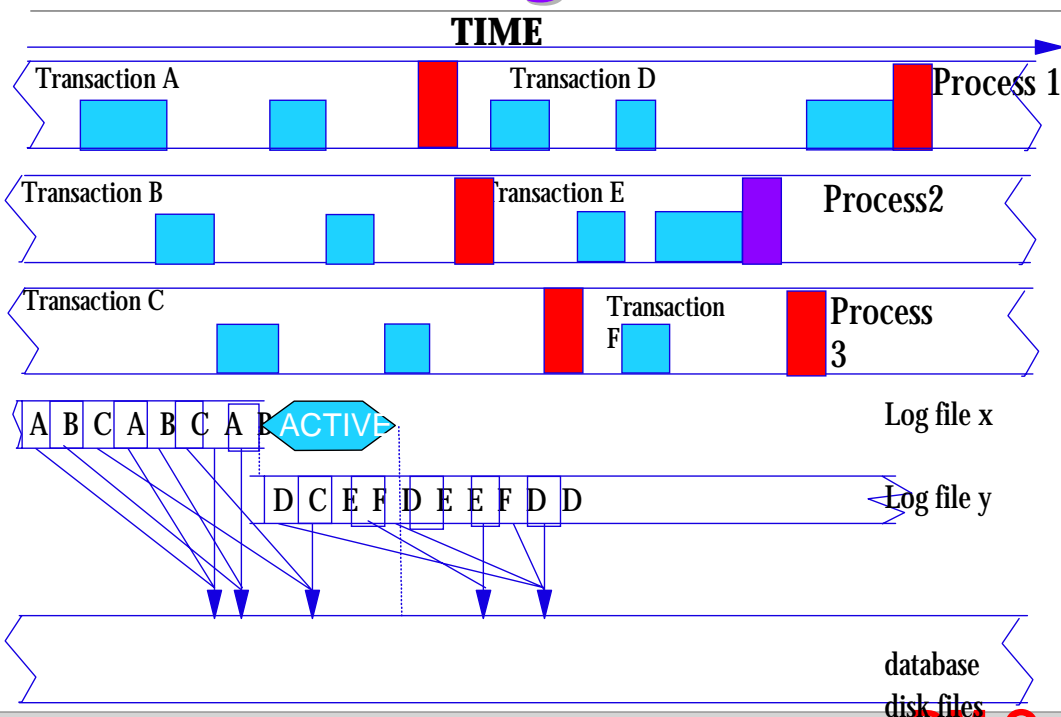 TIME
Transaction A
Transaction D
Process 1
Transaction B
ransaction E
Process2
Transaction C
Transaction
F
Process
3
A B C A B C A B
ACTIVE
Log file x
D C E F D E E F D D
Log file y
database
disk files